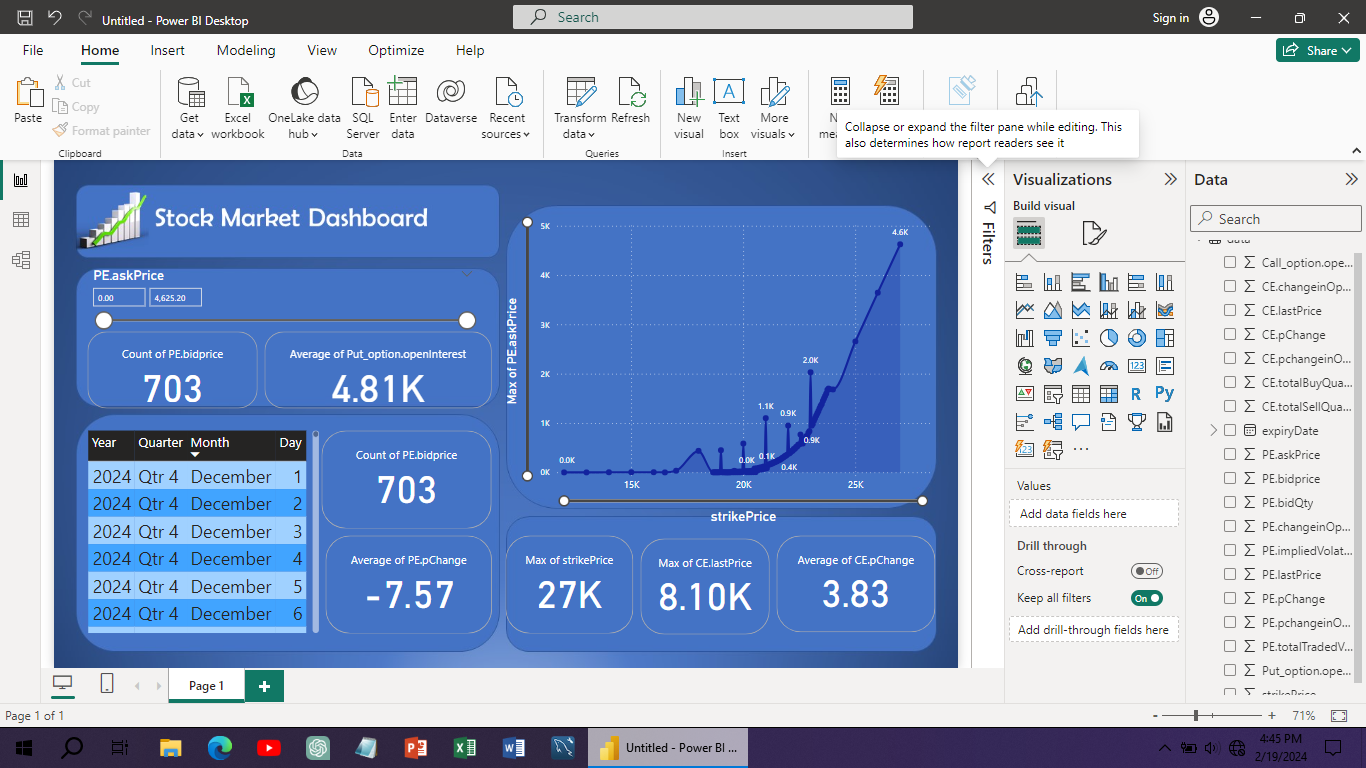 Untitled - Power BI Desktop
Search
Sign in
File Home Insert Modeling View Optimize Help
Share
Paste
Cut
Copy
Format painter
Get data
Excel workbook
OneLake data hub
SQL Server
Enter data
Dataverse
Recent sources
Transform data
Refresh
New visual
Text box
More visuals
Clipboard
Data
Queries
Insert
Collapse or expand the filter pane while editing. This
also determines how report readers see it
Stock Market Dashboard
PE.askPrice
0.00
4,625.20
Count of PE.bidprice
703
Average of Put_option.openInterest
4.81K
Year Quarter Month Day
2024 Qtr 4 December 1
2024 Qtr 4 December 2
2024 Qtr 4 December 3
2024 Qtr 4 December 4
2024 Qtr 4 December 5
2024 Qtr 4 December 6
Count of PE.bidprice
703
Average of PE.pChange
-7.57
Max of PE.askPrice
5K
4K
3K
2K
1K
0K
0.0K
0.0K
1.1K
0.1K
0.9K
0.4K
2.0K
0.9K
4.6K
15K 20K 25K
strikePrice
Max of strikePrice
27K
Max of CE.lastPrice
8.10K
Average of CE.pChange
3.83
Filters
Visualizations
Build visual
R
Py
123
123
...
Values
Add data fields here
Drill through
Cross-report
Off
Keep all filters
On
Add drill-through fields here
Data
Search
Call_option.ope...
CE.changeinOp...
CE.lastPrice
CE.pChange
CE.pchangeinO...
CE.totalBuyQua...
CE.totalSellQua...
expiryDate
PE.askPrice
PE.bidprice
PE.bidQty
PE.changeinOp...
PE.impliedVolat...
PE.lastPrice
PE.pChange
PE.pchangeinO...
PE.totalTradedV...
Put_option.ope...
strikePrice
Page 1
Page 1 of 1
- + 71%
Untitled - Power BI ...
4:45 PM
2/19/2024